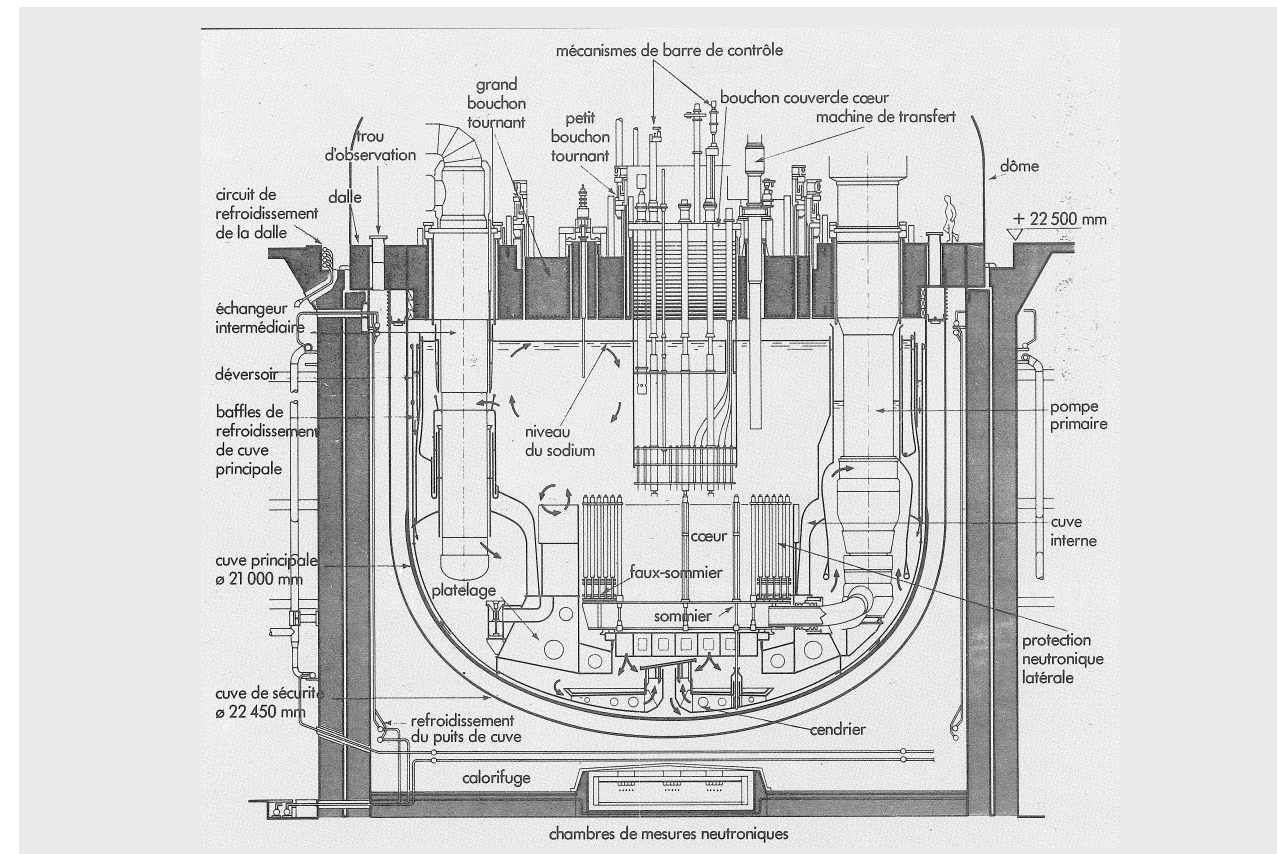 mécanismes de barre de contrôle
grand
bouchon
tournant
petit
bouchon
tournant
bouchon couvercle cœur
machine de transfert
trou
d'observation
dôme
circuit de
refroidissement
de la dalle
dalle
+ 22 500 mm
échangeur
intermédiaire
déversoir
baffles de
refroidissement
de cuve
principale
niveau
du sodium
pompe
primaire
cœur
cuve
interne
cuve principale
ø 21 000 mm
faux-sommier
platelage
sommier
protection
neutronique
latérale
cuve de sécurité
ø 22 450 mm
refroidissement
du puits de cuve
cendrier
calorifuge
chambres de mesures neutroniques